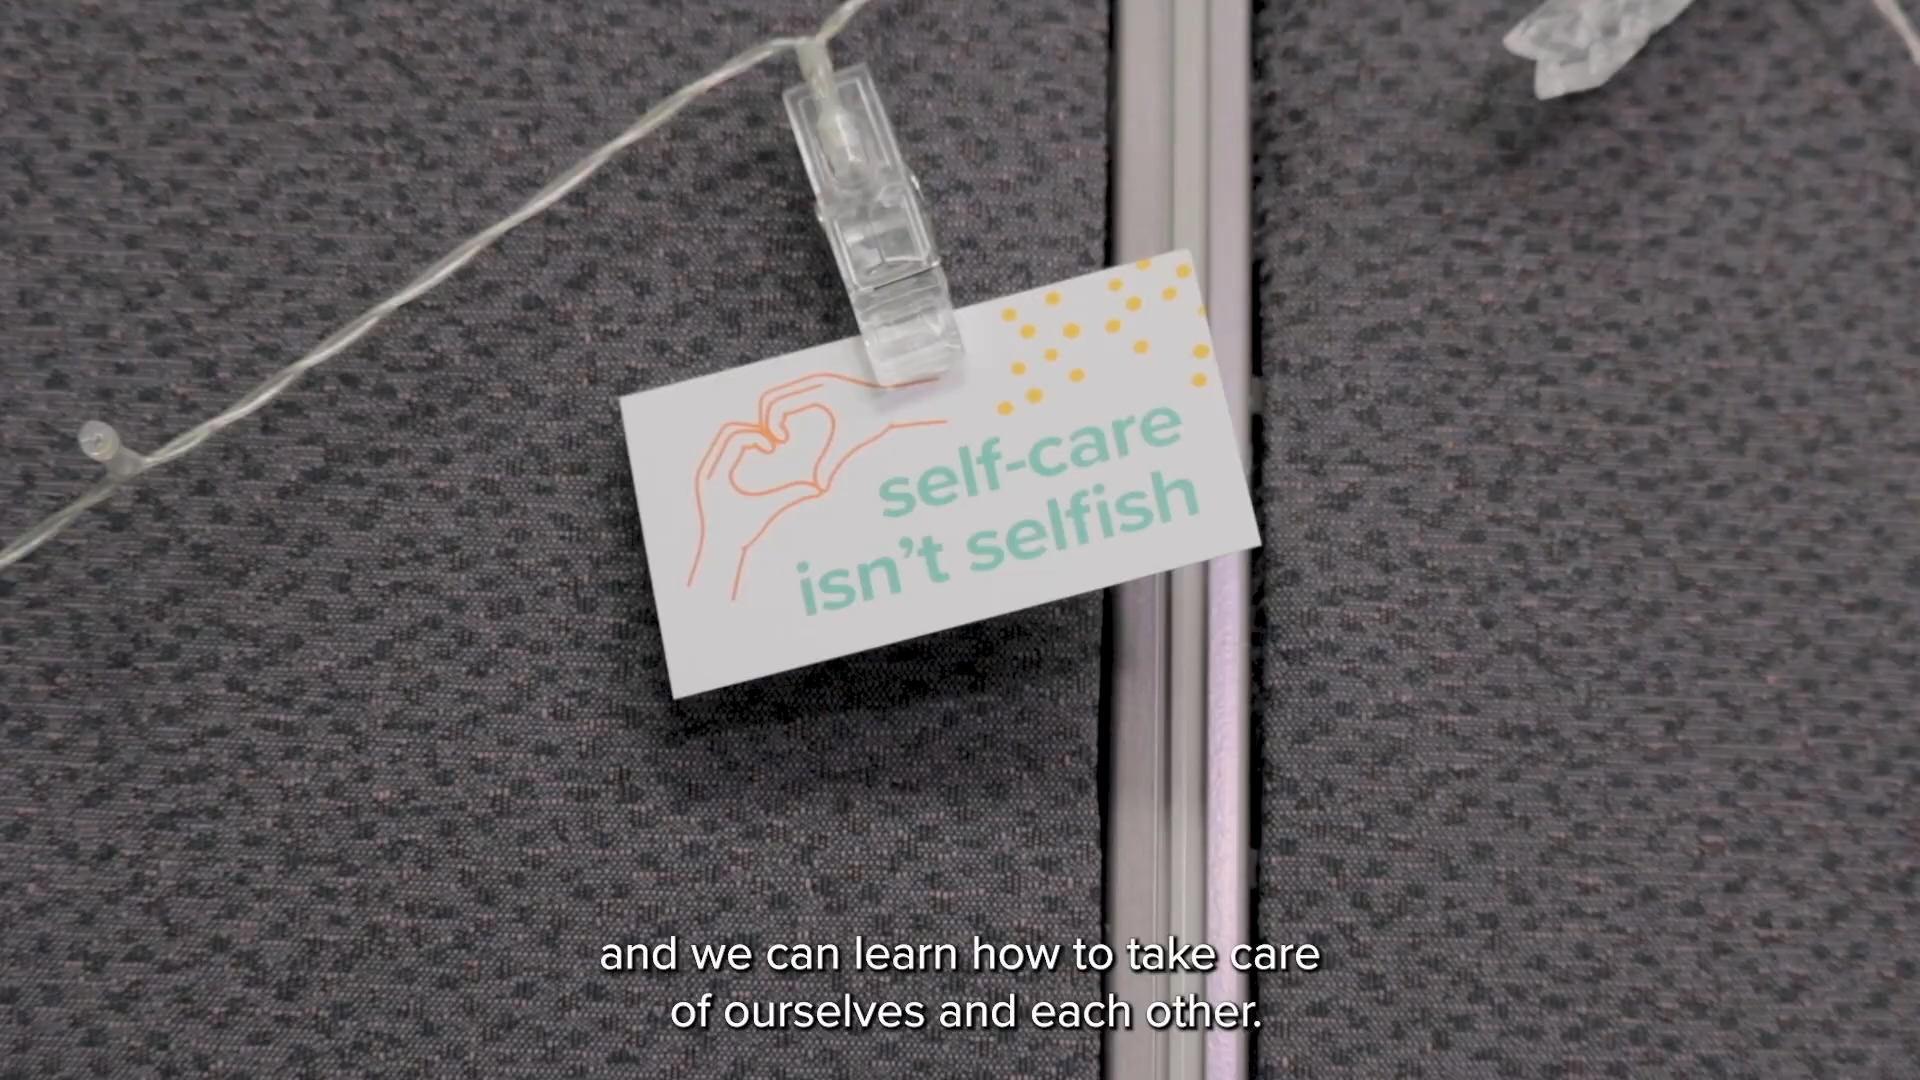 self-care
isn't selfish
and we can learn how to take care
of ourselves and each other.